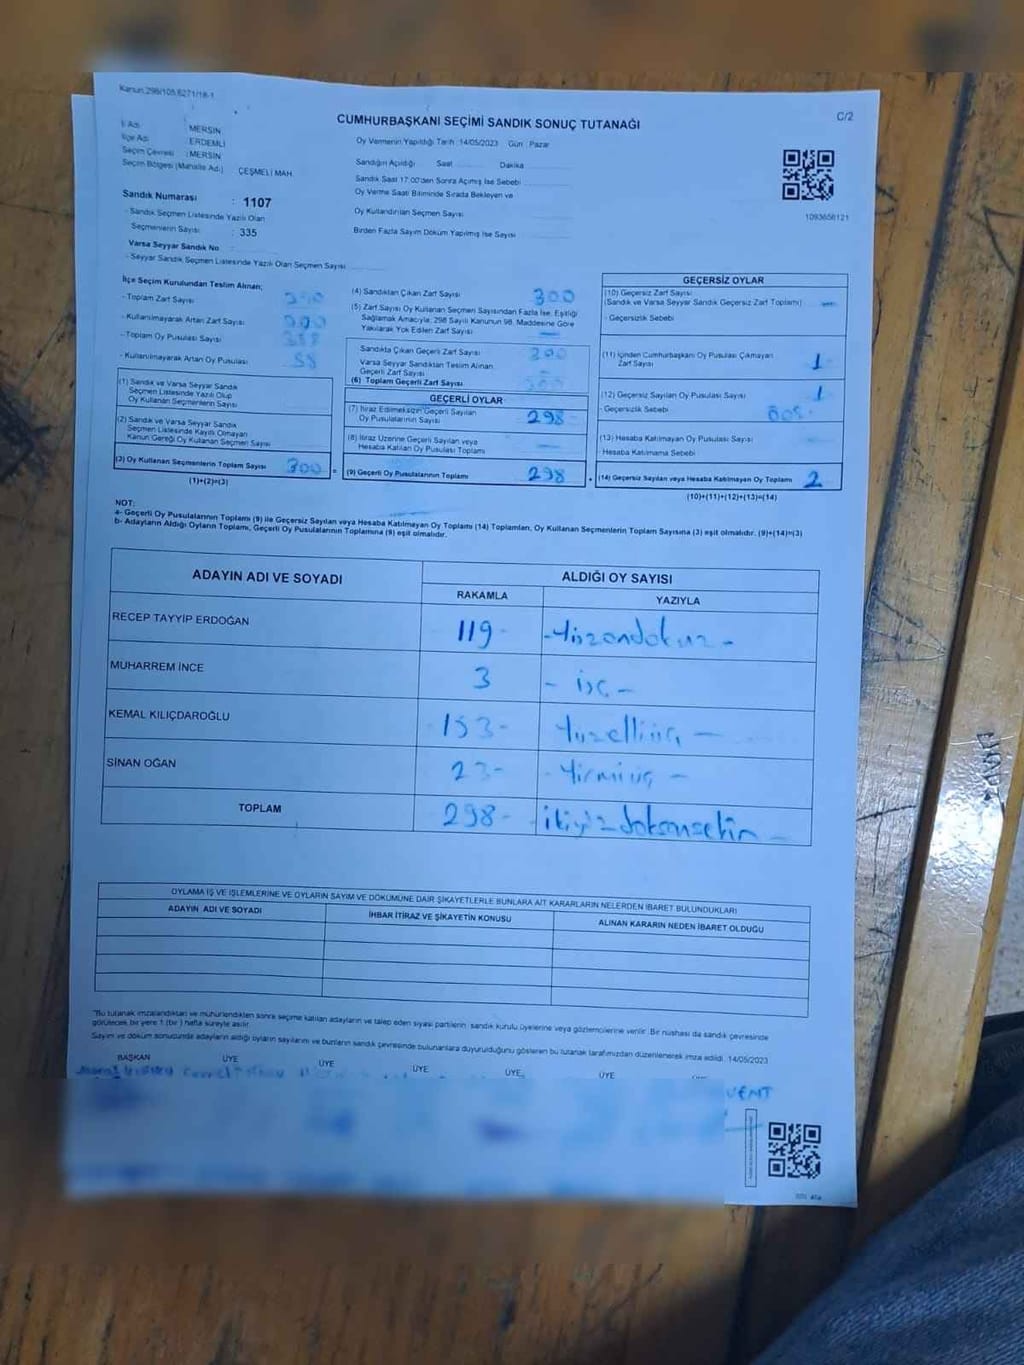 Kanun.298/105,6271/18-1
C/2
CUMHURBAŞKANI SEÇİMİ SANDIK SONUÇ TUTANAĞI
İl Adı : MERSİN
İlçe Adı : ERDEMLİ
Seçim Çevresi : MERSİN
Seçim Bölgesi (Mahalle Adı) ÇEŞMELİ MAH.
Sandık Numarası : 1107
- Sandık Seçmen Listesinde Yazılı Olan
Seçmenlerin Sayısı : 335
Varsa Seyyar Sandık No :
- Seyyar Sandık Seçmen Listesinde Yazılı Olan Seçmen Sayısı
Oy Vermenin Yapıldığı Tarih :14/05/2023 Gün : Pazar
Sandığın Açıldığı Saat Dakika
Sandık Saat 17:00'den Sonra Açılmış İse Sebebi
Oy Verme Saati Bitiminde Sırada Bekleyen ve
Oy Kullandırılan Seçmen Sayısı
Birden Fazla Sayım Döküm Yapılmış İse Sayısı
1093656121
İlçe Seçim Kurulundan Teslim Alınan;
- Toplam Zarf Sayısı
- Kullanılmayarak Artan Zarf Sayısı
- Toplam Oy Pusulası Sayısı
- Kullanılmayarak Artan Oy Pusulası
(1) Sandık ve Varsa Seyyar Sandık
Seçmen Listesinde Yazılı Olup
Oy Kullanan Seçmenlerin Sayısı
(2) Sandık ve Varsa Seyyar Sandık
Seçmen Listesinde Kayıtlı Olmayan
Kanun Gereği Oy Kullanan Seçmen Sayısı
(3) Oy Kullanan Seçmenlerin Toplam Sayısı 300
(1)+(2)=(3)
(4) Sandıktan Çıkan Zarf Sayısı 300
(5) Zarf Sayısı Oy Kullanan Seçmen Sayısından Fazla İse, Eşitliği
Sağlamak Amacıyla; 298 Sayılı Kanunun 98. Maddesine Göre
Yakılarak Yok Edilen Zarf Sayısı —
Sandıkta Çıkan Geçerli Zarf Sayısı 300
Varsa Seyyar Sandıktan Teslim Alınan
Geçerli Zarf Sayısı
(6) Toplam Geçerli Zarf Sayısı 300
GEÇERLİ OYLAR
(7) İtiraz Edilmeksizin Geçerli Sayılan
Oy Pusulalarının Sayısı 298
(8) İtiraz Üzerine Geçerli Sayılan veya
Hesaba Katılan Oy Pusulası Toplamı —
(9) Geçerli Oy Pusulalarının Toplamı 298
GEÇERSİZ OYLAR
(10) Geçersiz Zarf Sayısı
(Sandık ve Varsa Seyyar Sandık Geçersiz Zarf Toplamı) —
- Geçersizlik Sebebi
(11) İçinden Cumhurbaşkanı Oy Pusulası Çıkmayan
Zarf Sayısı 1
(12) Geçersiz Sayılan Oy Pusulası Sayısı 1
- Geçersizlik Sebebi
(13) Hesaba Katılmayan Oy Pusulası Sayısı
Hesaba Katılmama Sebebi
(14) Geçersiz Sayılan veya Hesaba Katılmayan Oy Toplamı 2
(10)+(11)+(12)+(13)=(14)
NOT:
a- Geçerli Oy Pusulalarının Toplamı (9) ile Geçersiz Sayılan veya Hesaba Katılmayan Oy Toplamı (14) Toplamları, Oy Kullanan Seçmenlerin Toplam Sayısına (3) eşit olmalıdır. (9)+(14)=(3)
b- Adayların Aldığı Oyların Toplamı, Geçerli Oy Pusulalarının Toplamına (9) eşit olmalıdır.
ADAYIN ADI VE SOYADI ALDIĞI OY SAYISI
RAKAMLA YAZIYLA
RECEP TAYYİP ERDOĞAN 119- -Yüzondokuz-
MUHARREM İNCE 3 - üç -
KEMAL KILIÇDAROĞLU 153- Yüzelliüç —
SİNAN OĞAN 23- - Yirmiüç -
TOPLAM 298- ikiyüzdoksansekiz —
OYLAMA İŞ VE İŞLEMLERİNE VE OYLARIN SAYIM VE DÖKÜMÜNE DAİR ŞİKAYETLERLE BUNLARA AİT KARARLARIN NELERDEN İBARET BULUNDUKLARI
ADAYIN ADI VE SOYADI İHBAR İTİRAZ VE ŞİKAYETİN KONUSU ALINAN KARARIN NEDEN İBARET OLDUĞU
"Bu tutanak imzalandıktan ve mühürlendikten sonra seçime katılan adayların ve talep eden siyasi partilerin sandık kurulu üyelerine veya gözlemcilerine verilir. Bir nüshası da sandık çevresinde
görülecek bir yere 1 (bir ) hafta süreyle asılır.
Sayım ve döküm sonucunda adayların aldığı oyların sayılarını ve bunların sandık çevresinde bulunanlara duyurulduğunu gösteren bu tutanak tarafımızdan düzenlenerek imza edildi. 14/05/2023
BAŞKAN ÜYE ÜYE ÜYE ÜYE ÜYE